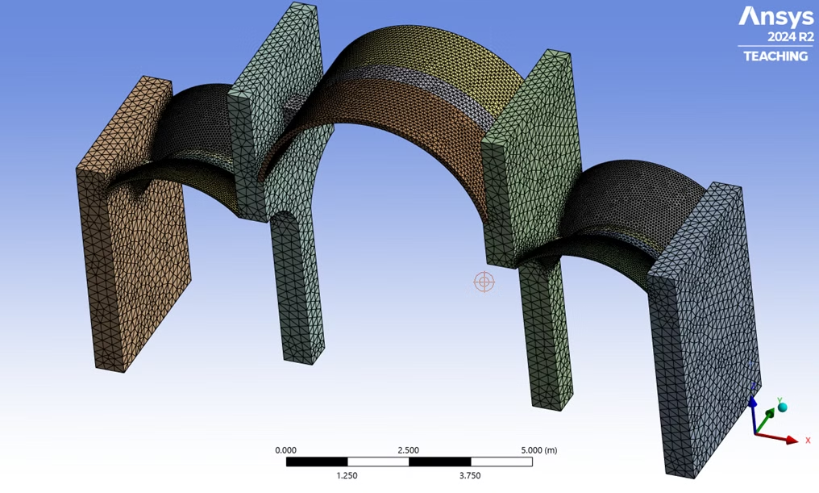 Ansys
2024 R2
TEACHING
0.000 2.500 5.000 (m)
1.250 3.750
Y
X